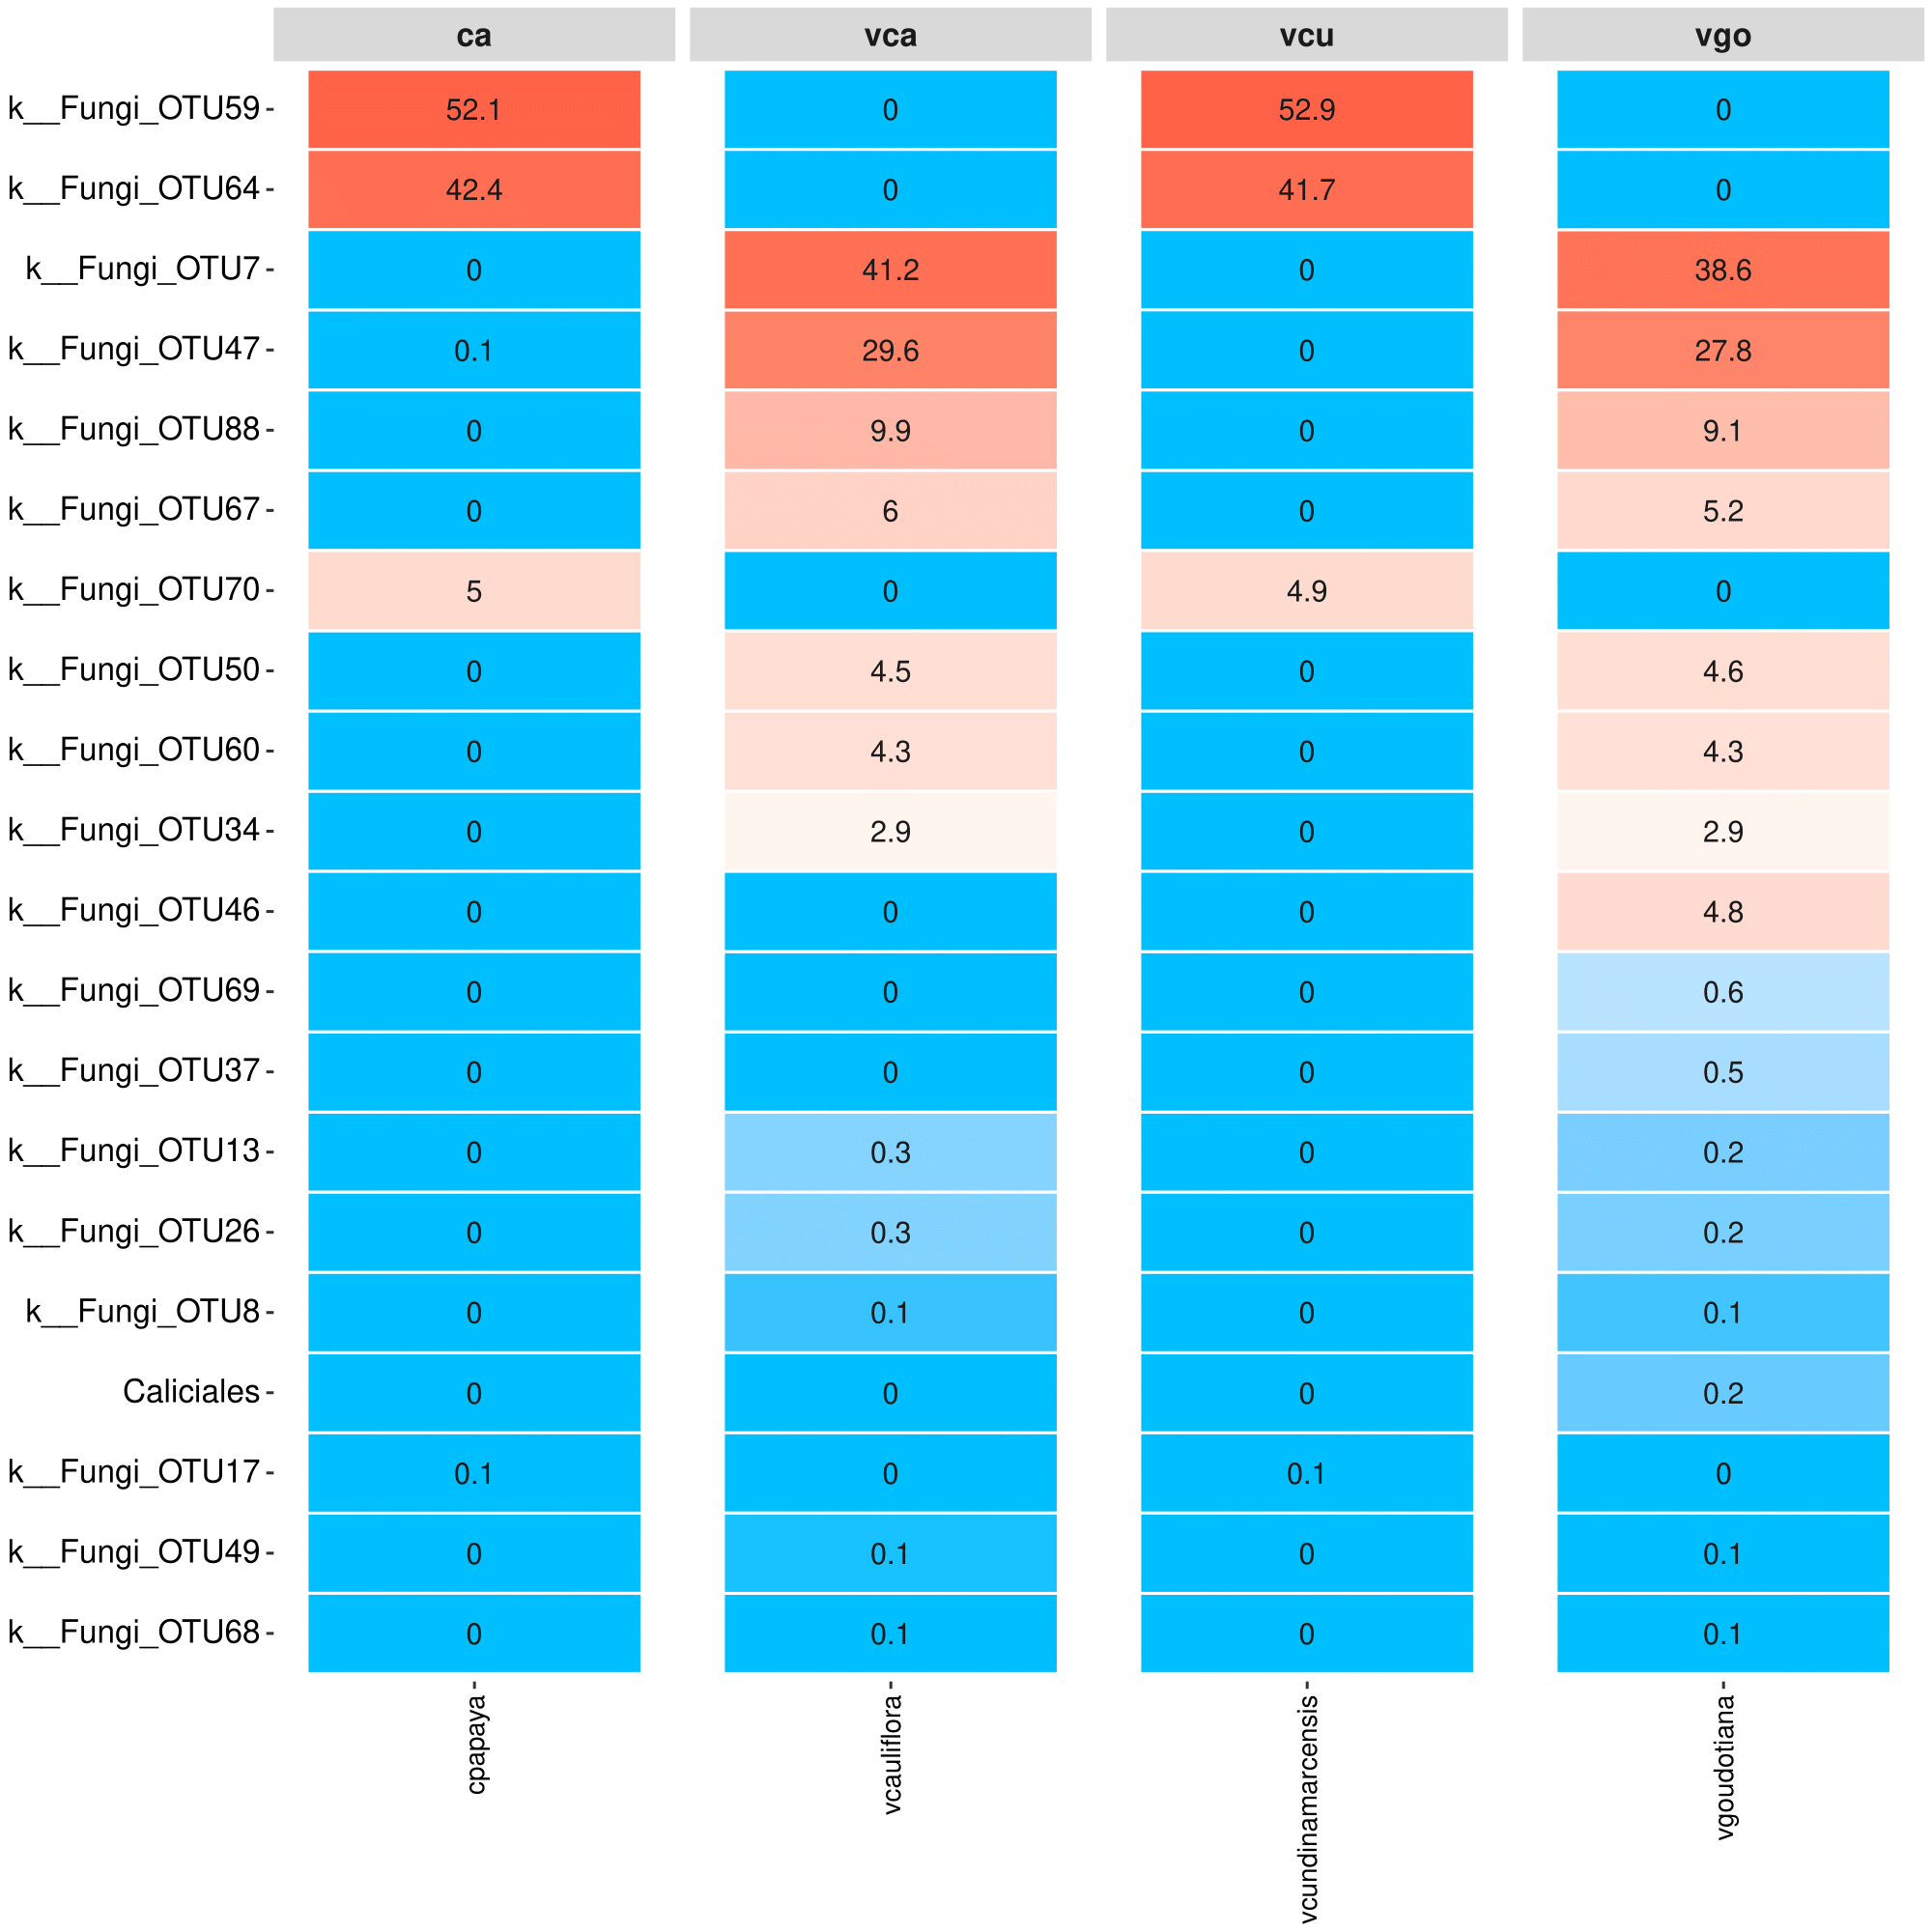 ca vca vcu vgo
k__Fungi_OTU59 52.1 0 52.9 0
k__Fungi_OTU64 42.4 0 41.7 0
k__Fungi_OTU7 0 41.2 0 38.6
k__Fungi_OTU47 0.1 29.6 0 27.8
k__Fungi_OTU88 0 9.9 0 9.1
k__Fungi_OTU67 0 6 0 5.2
k__Fungi_OTU70 5 0 4.9 0
k__Fungi_OTU50 0 4.5 0 4.6
k__Fungi_OTU60 0 4.3 0 4.3
k__Fungi_OTU34 0 2.9 0 2.9
k__Fungi_OTU46 0 0 0 4.8
k__Fungi_OTU69 0 0 0 0.6
k__Fungi_OTU37 0 0 0 0.5
k__Fungi_OTU13 0 0.3 0 0.2
k__Fungi_OTU26 0 0.3 0 0.2
k__Fungi_OTU8 0 0.1 0 0.1
Caliciales 0 0 0 0.2
k__Fungi_OTU17 0.1 0 0.1 0
k__Fungi_OTU49 0 0.1 0 0.1
k__Fungi_OTU68 0 0.1 0 0.1
cpapaya
vcauliflora
vcundinamarcensis
vgoudotiana